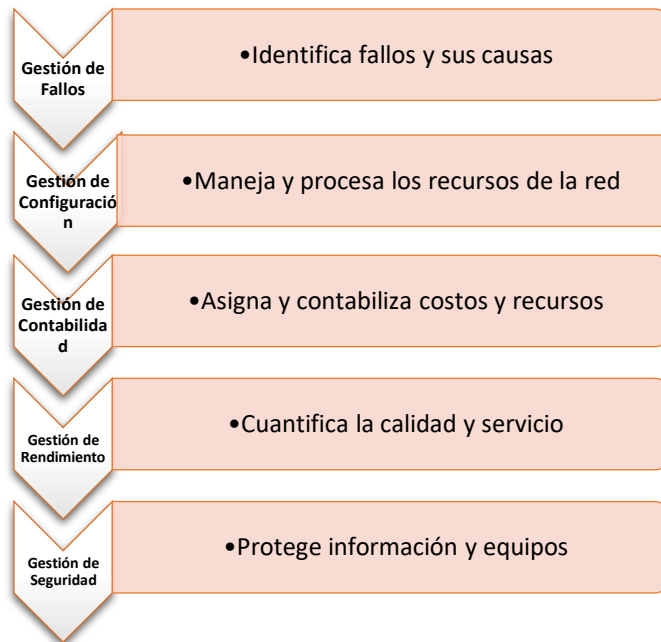 Gestión de
Fallos
•Identifica fallos y sus causas
Gestión de
Configuració
n
•Maneja y procesa los recursos de la red
Gestión de
Contabilida
d
•Asigna y contabiliza costos y recursos
Gestión de
Rendimiento
•Cuantifica la calidad y servicio
Gestión de
Seguridad
•Protege información y equipos